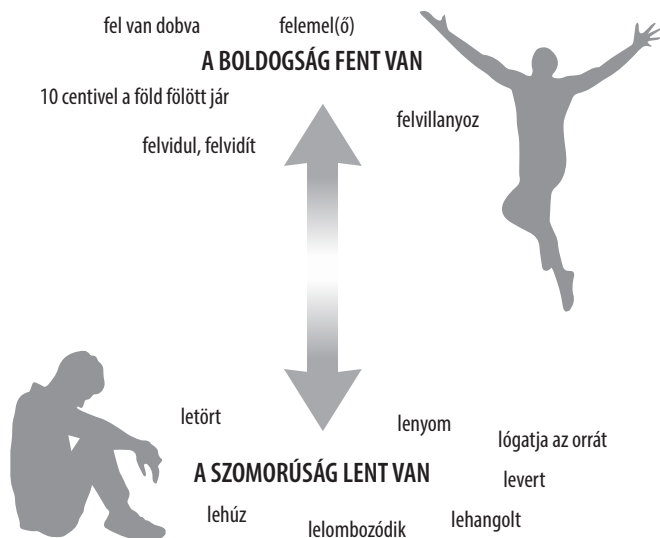 fel van dobva felemel(ő)
A BOLDOGSÁG FENT VAN
10 centivel a föld fölött jár
felvillanyoz
felvidul, felvidít
letört
lenyom
lógatja az orrát
A SZOMORÚSÁG LENT VAN
levert
lehúz
lelombozódik
lehangolt